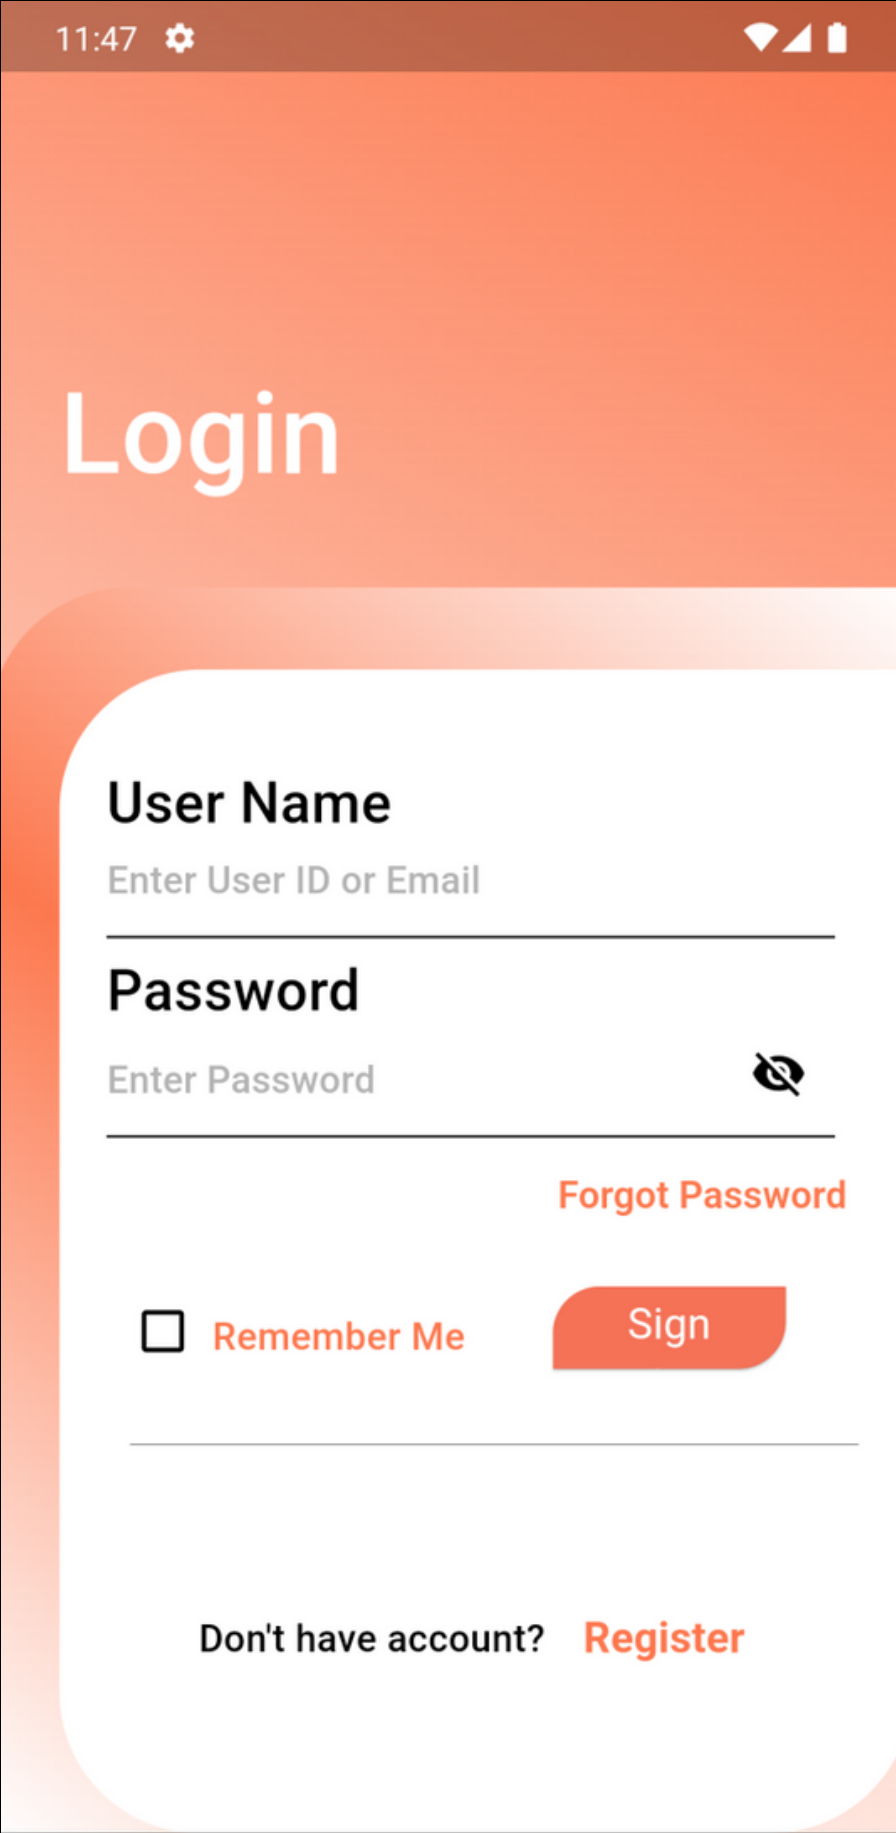 11:47
Login
User Name
Enter User ID or Email
Password
Enter Password
Forgot Password
Remember Me
Sign
Don't have account? Register